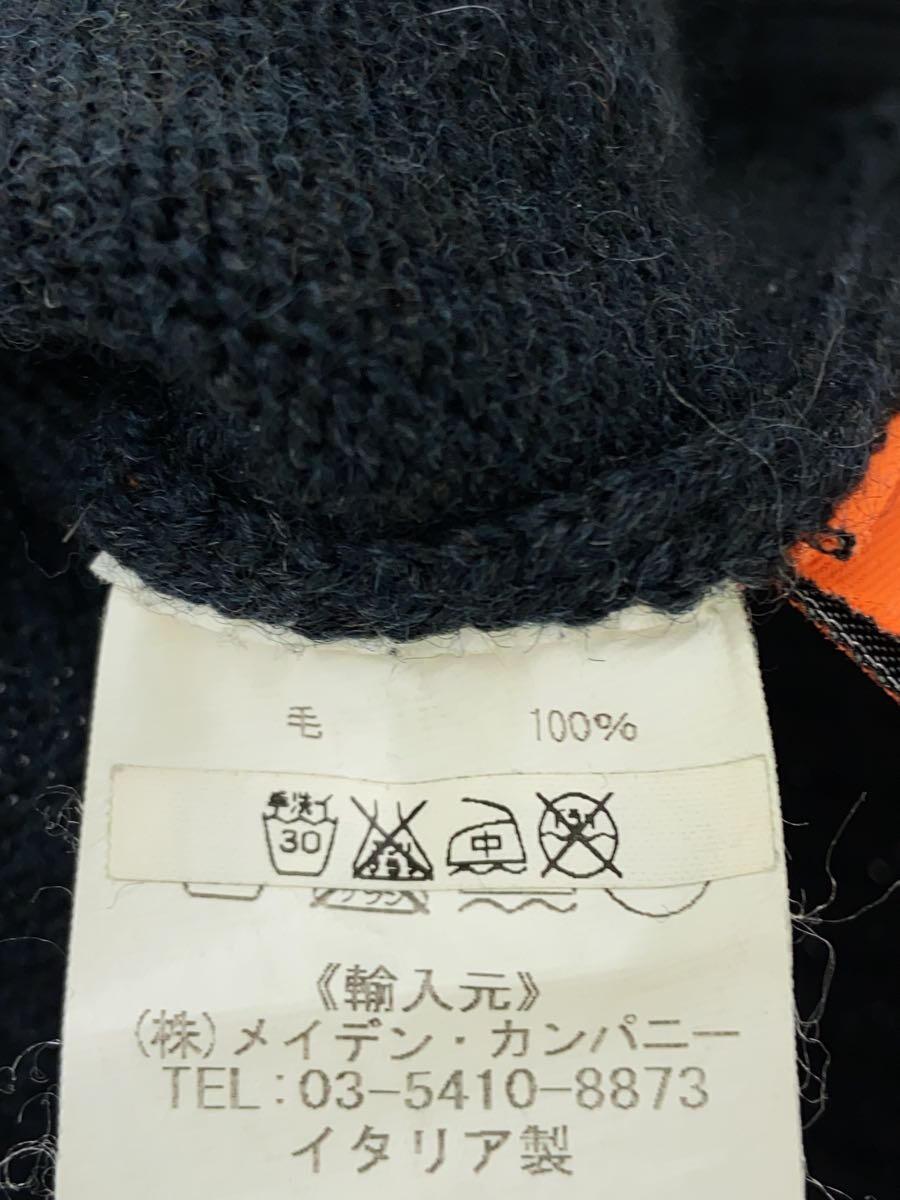 毛 100%
手洗イ
30
中
《輸入元》
(株)メイデン・カンパニー
TEL:03-5410-8873
イタリア製